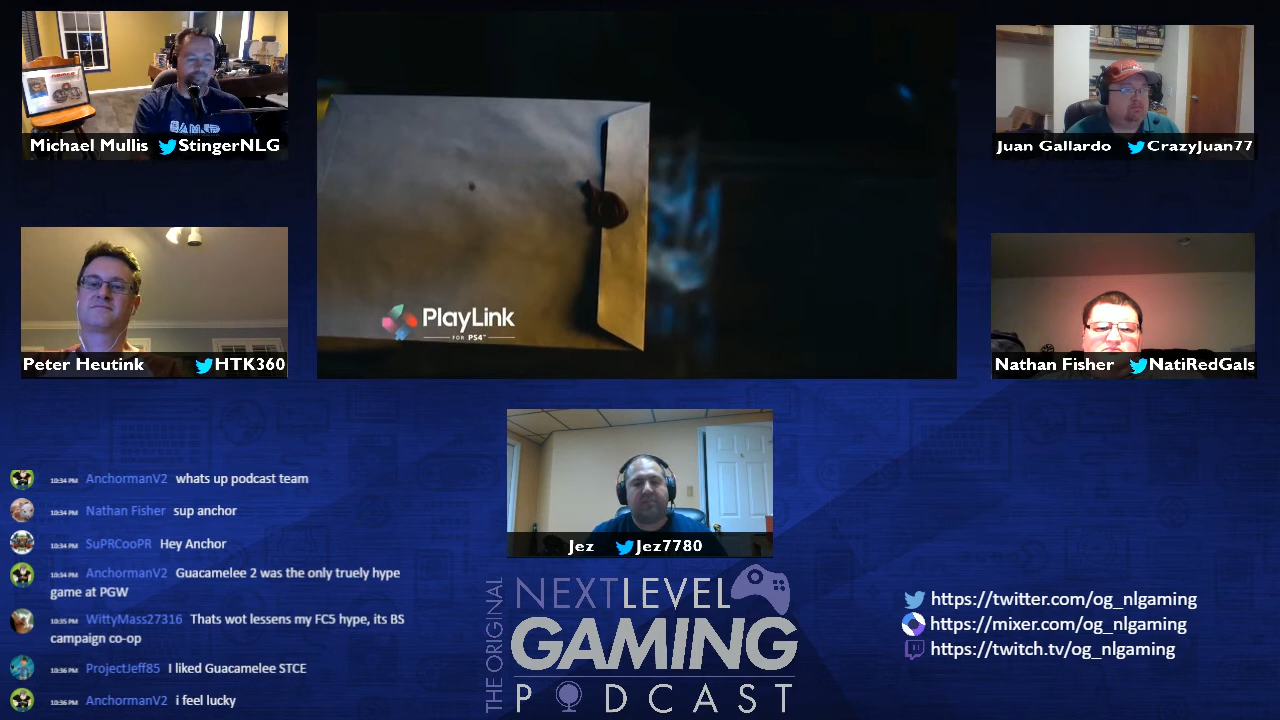 GAMER
Michael Mullis StingerNLG
PlayLink
FOR PS4™
Juan Gallardo CrazyJuan77
Peter Heutink HTK360
Nathan Fisher NatiRedGals
Jez Jez7780
10:34 PM AnchormanV2 whats up podcast team
10:34 PM Nathan Fisher sup anchor
10:34 PM SuPRCooPR Hey Anchor
10:34 PM AnchormanV2 Guacamelee 2 was the only truely hype
game at PGW
10:35 PM WittyMass27316 Thats wot lessens my FC5 hype, its BS
campaign co-op
10:36 PM ProjectJeff85 I liked Guacamelee STCE
10:36 PM AnchormanV2 i feel lucky
THE ORIGINAL
NEXTLEVEL
GAMING
PODCAST
https://twitter.com/og_nlgaming
https://mixer.com/og_nlgaming
https://twitch.tv/og_nlgaming